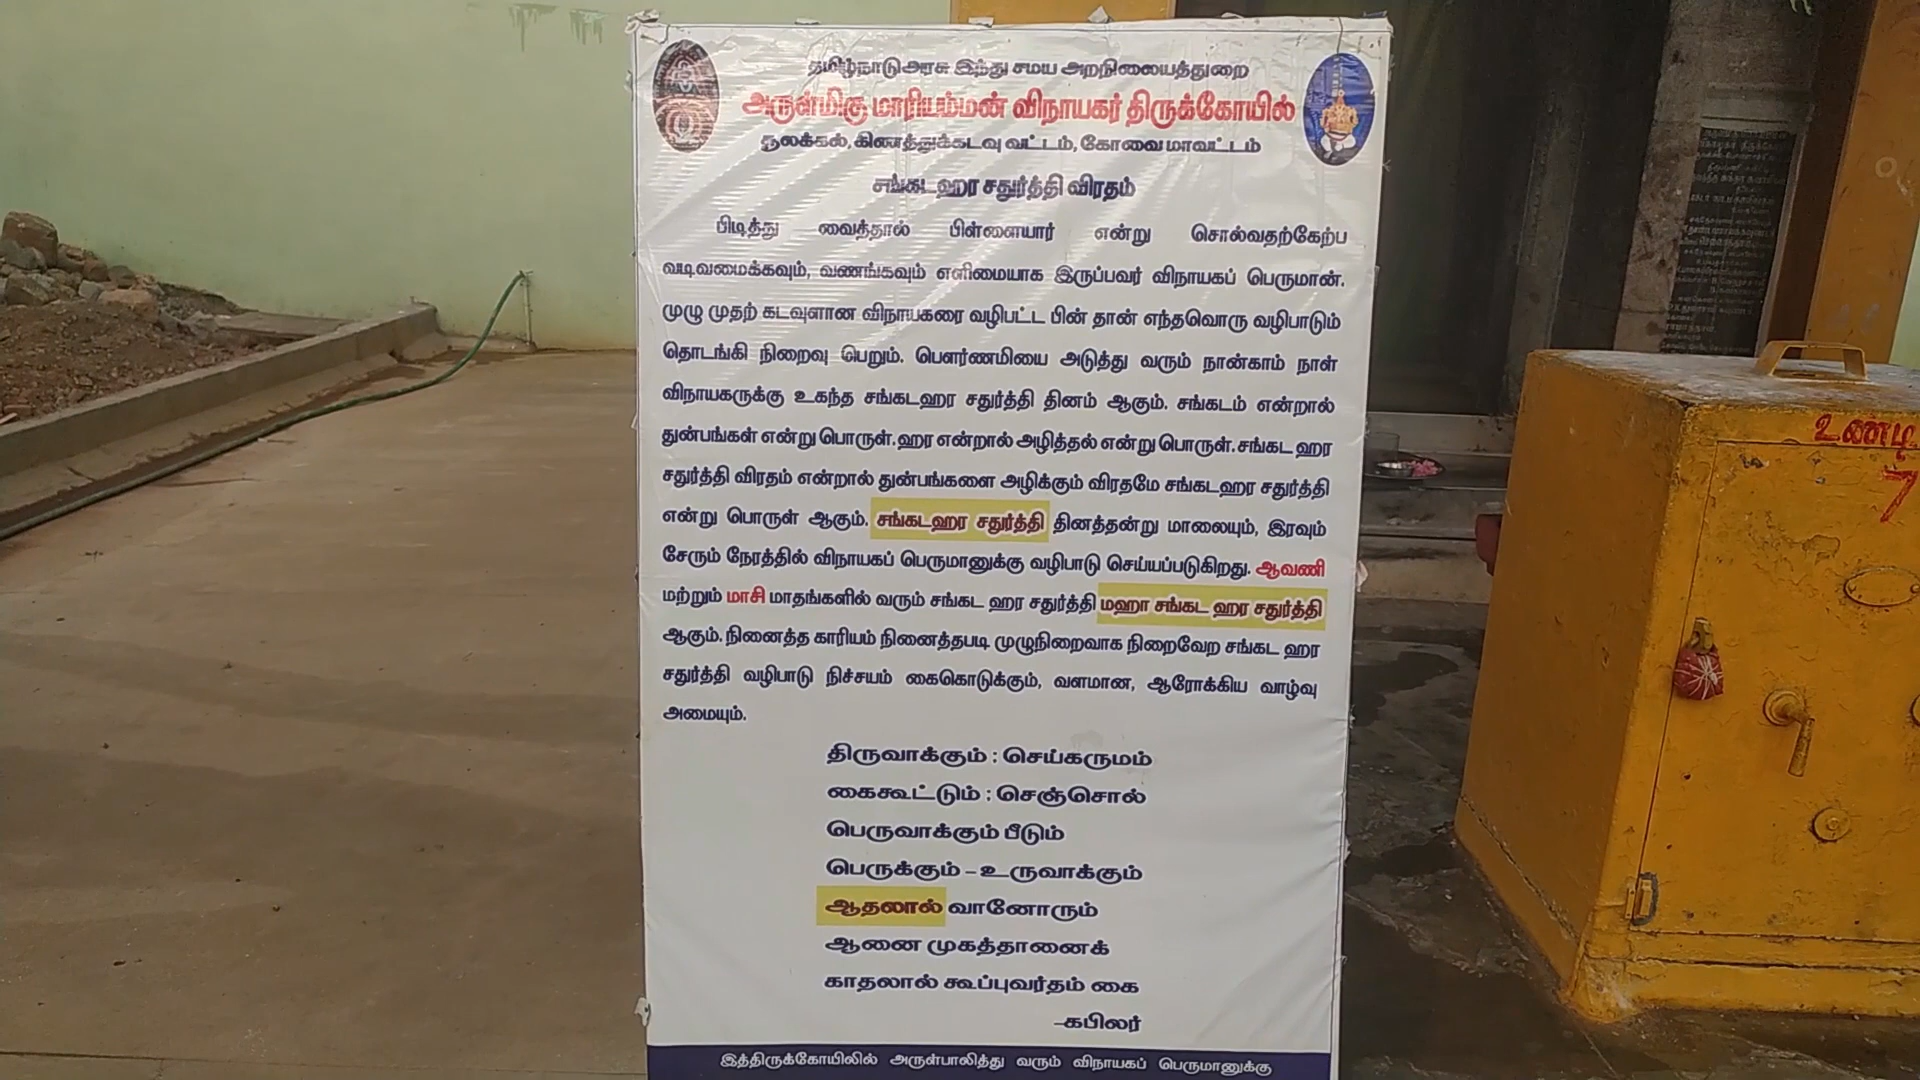 தமிழ்நாடு அரசு இந்து சமய அறநிலையத்துறை
அருள்மிகு மாரியம்மன் விநாயகர் திருக்கோயில்
சூலக்கல், கிணத்துக்கடவு வட்டம், கோவை மாவட்டம்
சங்கடஹர சதுர்த்தி விரதம்
பிடித்து வைத்தால் பிள்ளையார் என்று சொல்வதற்கேற்ப
வடிவமைக்கவும், வணங்கவும் எளிமையாக இருப்பவர் விநாயகப் பெருமான்.
முழு முதற் கடவுளான விநாயகரை வழிபட்ட பின் தான் எந்தவொரு வழிபாடும்
தொடங்கி நிறைவு பெறும். பௌர்ணமியை அடுத்து வரும் நான்காம் நாள்
விநாயகருக்கு உகந்த சங்கடஹர சதுர்த்தி தினம் ஆகும். சங்கடம் என்றால்
துன்பங்கள் என்று பொருள். ஹர என்றால் அழித்தல் என்று பொருள். சங்கட ஹர
சதுர்த்தி விரதம் என்றால் துன்பங்களை அழிக்கும் விரதமே சங்கடஹர சதுர்த்தி
என்று பொருள் ஆகும். சங்கடஹர சதுர்த்தி தினத்தன்று மாலையும், இரவும்
சேரும் நேரத்தில் விநாயகப் பெருமானுக்கு வழிபாடு செய்யப்படுகிறது. ஆவணி
மற்றும் மாசி மாதங்களில் வரும் சங்கட ஹர சதுர்த்தி மஹா சங்கட ஹர சதுர்த்தி
ஆகும். நினைத்த காரியம் நினைத்தபடி முழுநிறைவாக நிறைவேற சங்கட ஹர
சதுர்த்தி வழிபாடு நிச்சயம் கைகொடுக்கும், வளமான, ஆரோக்கிய வாழ்வு
அமையும்.
திருவாக்கும் : செய்கருமம்
கைகூட்டும் : செஞ்சொல்
பெருவாக்கும் பீடும்
பெருக்கும் – உருவாக்கும்
ஆதலால் வானோரும்
ஆனை முகத்தானைக்
காதலால் கூப்புவர்தம் கை
–கபிலர்
இத்திருக்கோயிலில் அருள்பாலித்து வரும் விநாயகப் பெருமானுக்கு
உண்டி
7